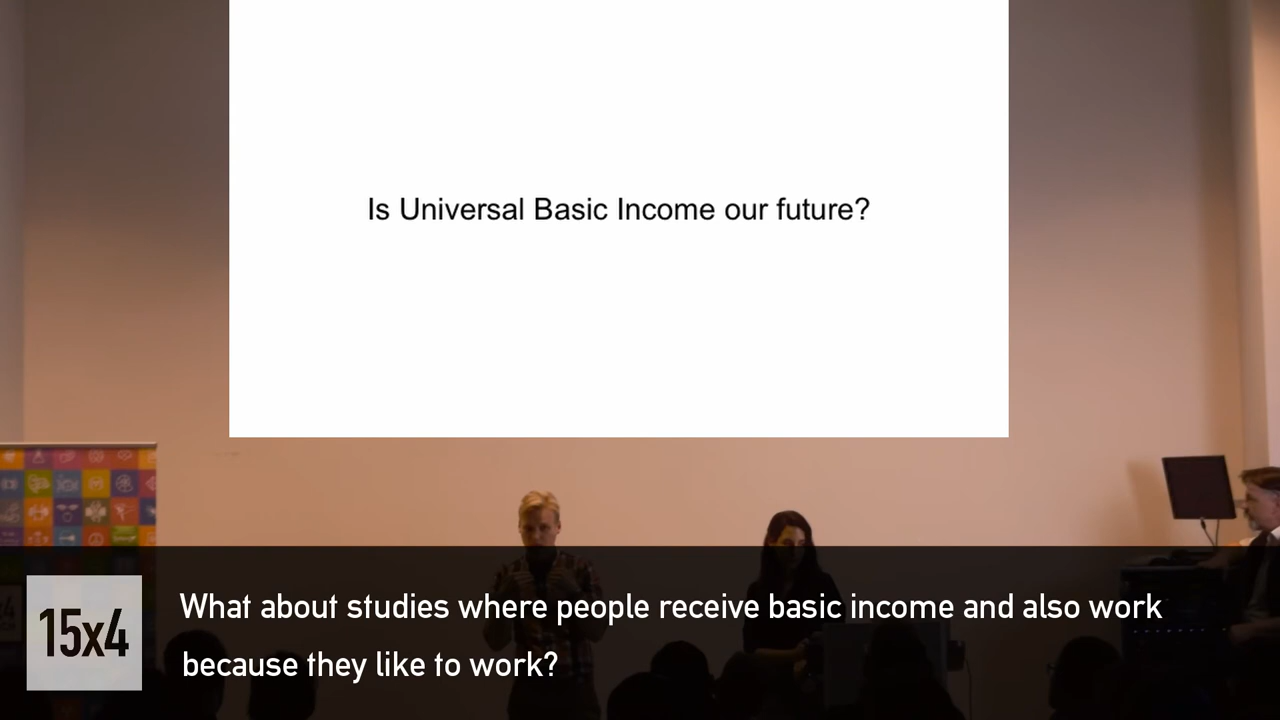 Is Universal Basic Income our future?
15x4
What about studies where people receive basic income and also work
because they like to work?